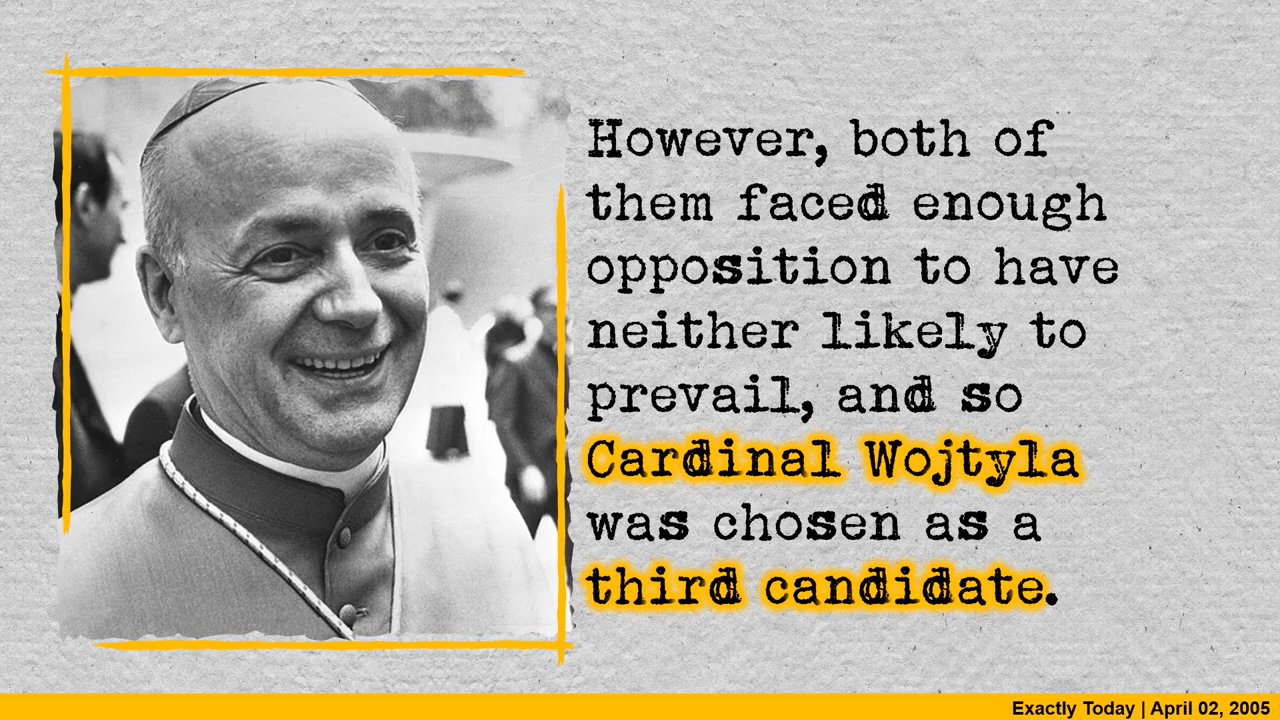 However, both of
them faced enough
opposition to have
neither likely to
prevail, and so
Cardinal Wojtyla
was chosen as a
third candidate.
Exactly Today | April 02, 2005